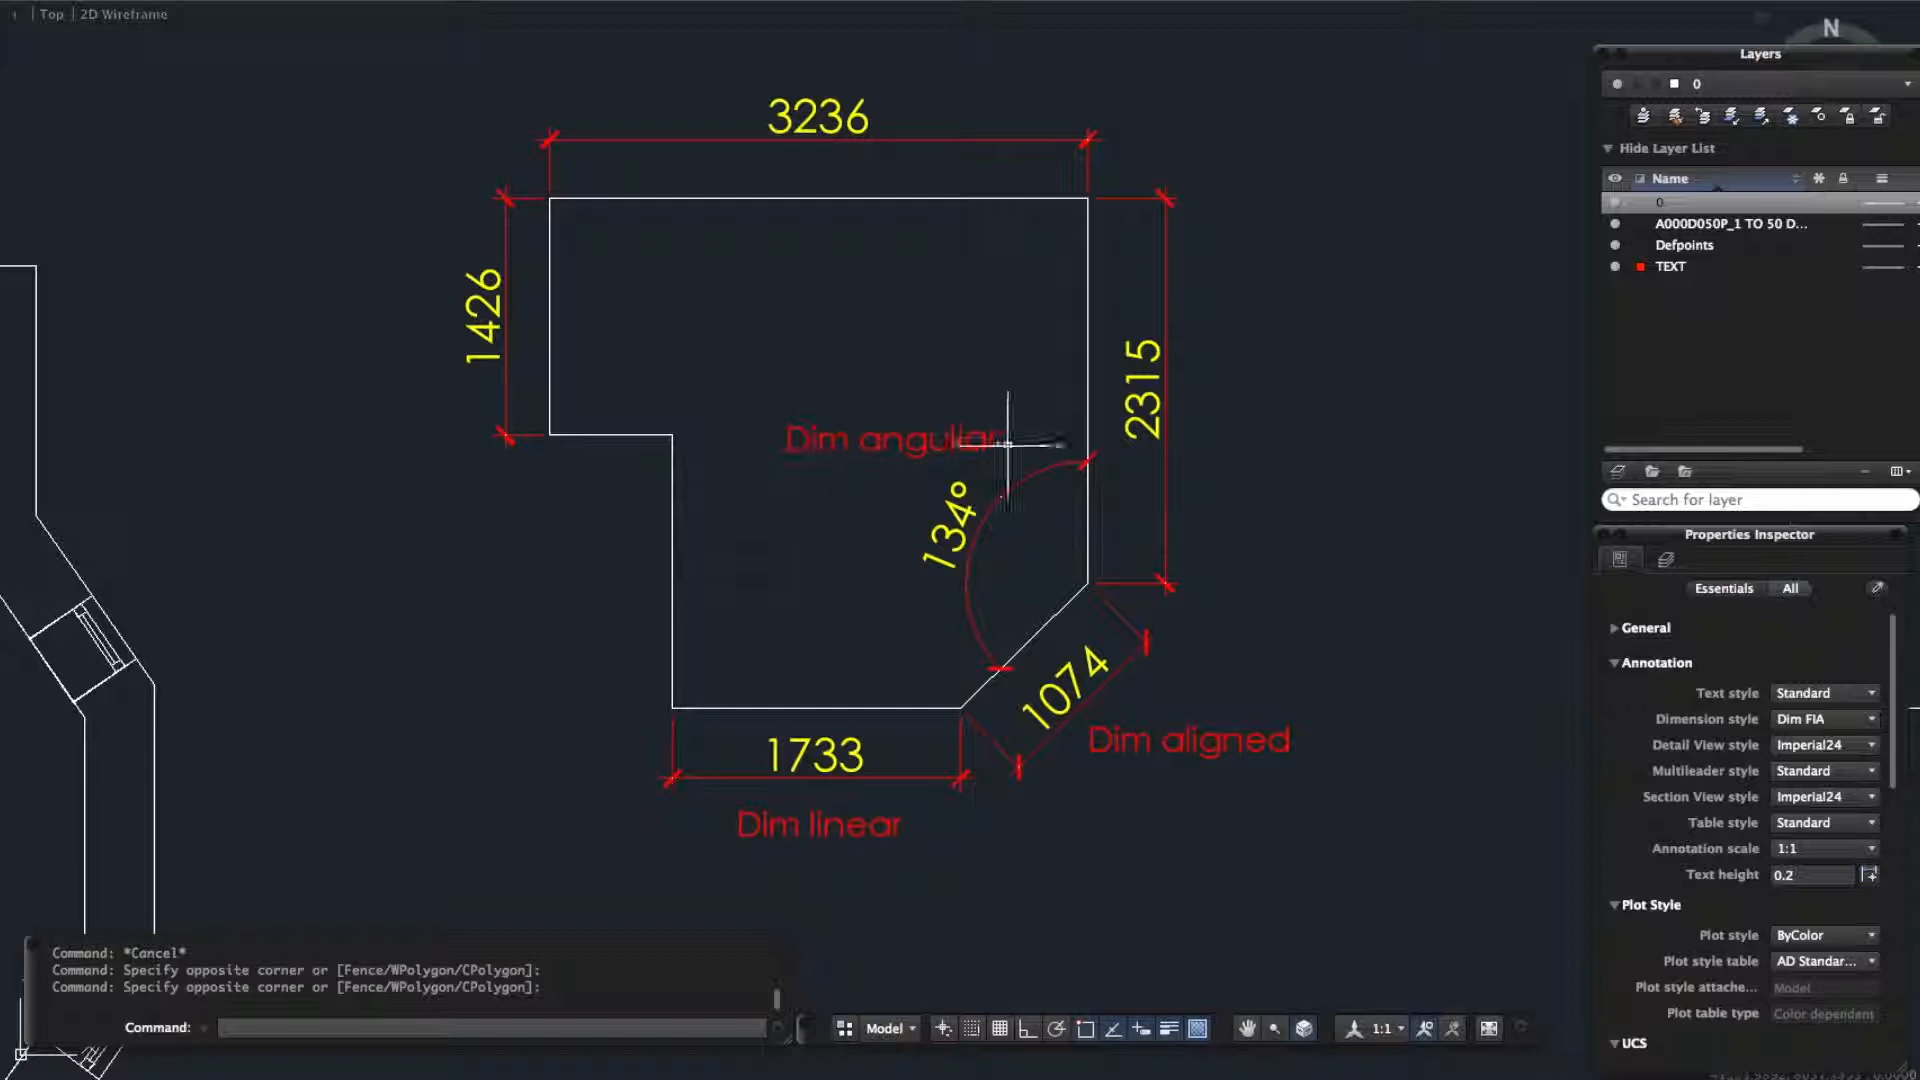 Top
2D Wireframe
N
3236
1426
2315
Dim angular
134°
1074
Dim aligned
1733
Dim linear
Layers
0
Hide Layer List
Name
0
A000D050P_1 TO 50 D...
Defpoints
TEXT
Search for layer
Properties Inspector
Essentials All
General
Annotation
Text style Standard
Dimension style Dim FIA
Detail View style Imperial24
Multileader style Standard
Section View style Imperial24
Table style Standard
Annotation scale 1:1
Text height 0.2
Plot Style
Plot style ByColor
Plot style table AD Standar...
Plot style attache... Model
Plot table type Color dependent
UCS
Command: *Cancel*
Command: Specify opposite corner or [Fence/WPolygon/CPolygon]:
Command: Specify opposite corner or [Fence/WPolygon/CPolygon]:
Command:
Model
1:1